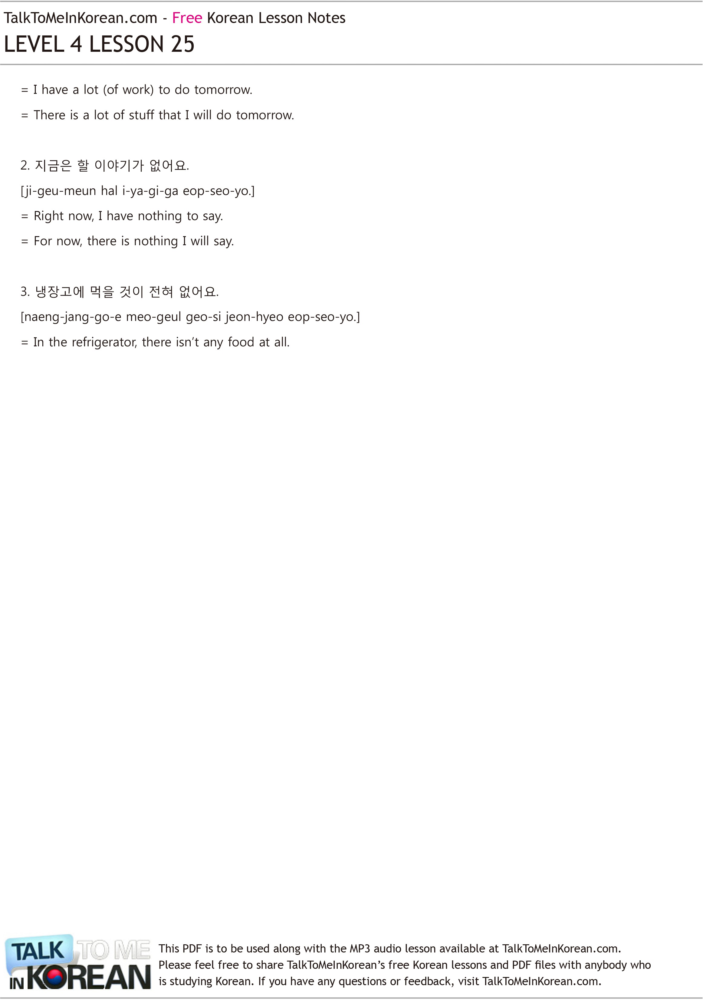 TalkToMeInKorean.com - Free Korean Lesson Notes
LEVEL 4 LESSON 25
= I have a lot (of work) to do tomorrow.
= There is a lot of stuff that I will do tomorrow.
2. 지금은 할 이야기가 없어요.
[ji-geu-meun hal i-ya-gi-ga eop-seo-yo.]
= Right now, I have nothing to say.
= For now, there is nothing I will say.
3. 냉장고에 먹을 것이 전혀 없어요.
[naeng-jang-go-e meo-geul geo-si jeon-hyeo eop-seo-yo.]
= In the refrigerator, there isn’t any food at all.
TALK TO ME
IN KOREAN
This PDF is to be used along with the MP3 audio lesson available at TalkToMeInKorean.com.
Please feel free to share TalkToMeInKorean’s free Korean lessons and PDF files with anybody who
is studying Korean. If you have any questions or feedback, visit TalkToMeInKorean.com.